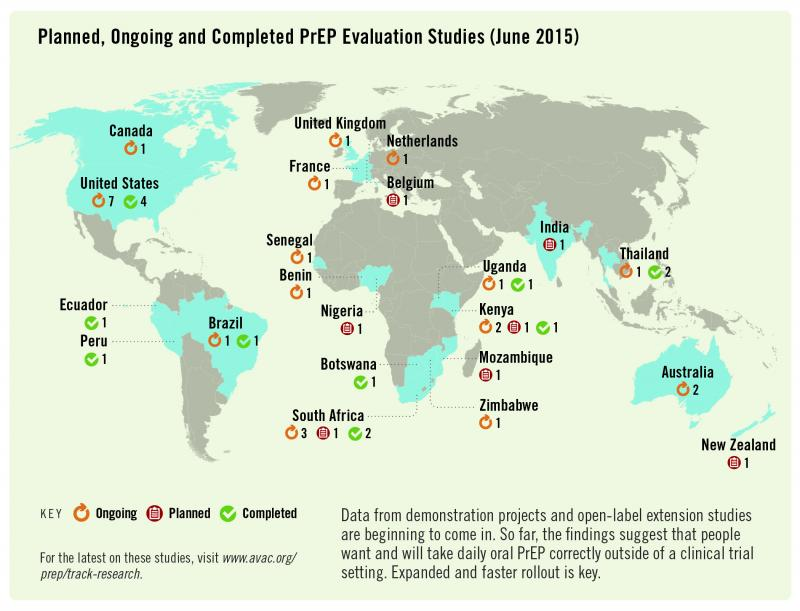 Planned, Ongoing and Completed PrEP Evaluation Studies (June 2015)
Canada
1
United States
7 4
United Kingdom
1
Netherlands
1
France
1
Belgium
1
India
1
Thailand
1 2
Senegal
1
Benin
1
Nigeria
1
Uganda
1 1
Kenya
2 1 1
Ecuador
1
Peru
1
Brazil
1 1
Botswana
1
Mozambique
1
South Africa
3 1 2
Zimbabwe
1
Australia
2
New Zealand
1
KEY Ongoing Planned Completed
For the latest on these studies, visit www.avac.org/
prep/track-research.
Data from demonstration projects and open-label extension studies
are beginning to come in. So far, the findings suggest that people
want and will take daily oral PrEP correctly outside of a clinical trial
setting. Expanded and faster rollout is key.